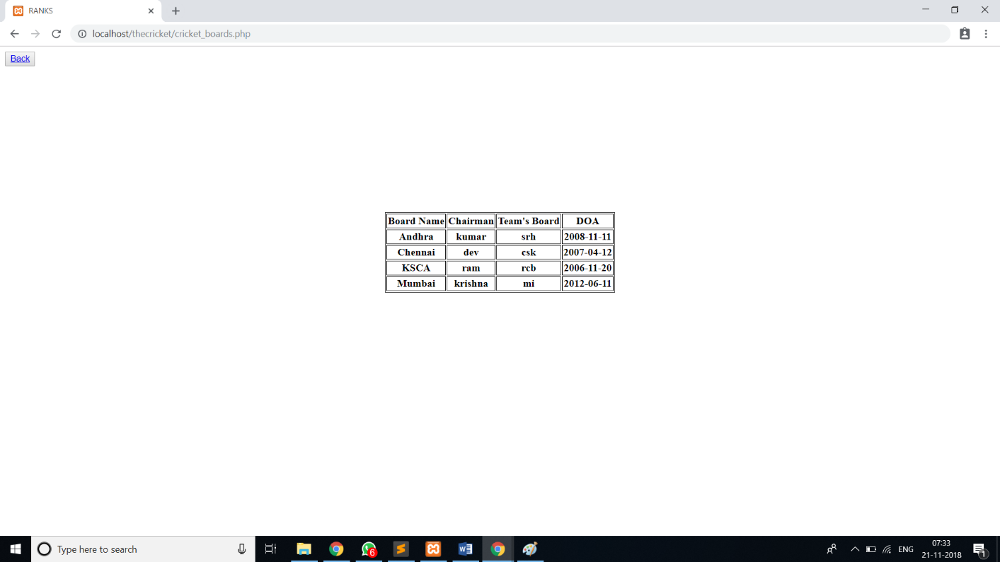 RANKS
localhost/thecricket/cricket_boards.php
Back
Board Name Chairman Team's Board DOA
Andhra kumar srh 2008-11-11
Chennai dev csk 2007-04-12
KSCA ram rcb 2006-11-20
Mumbai krishna mi 2012-06-11
Type here to search
6
W
ENG
07:33
21-11-2018
1